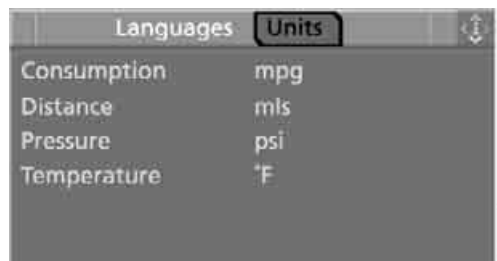 Languages Units
Consumption mpg
Distance mls
Pressure psi
Temperature °F